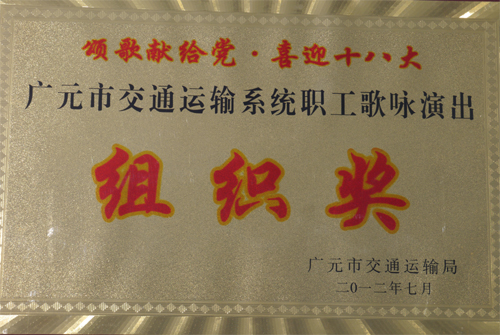 颂歌献给党·喜迎十八大
广元市交通运输系统职工歌咏演出
组织奖
广元市交通运输局
二〇一二年七月